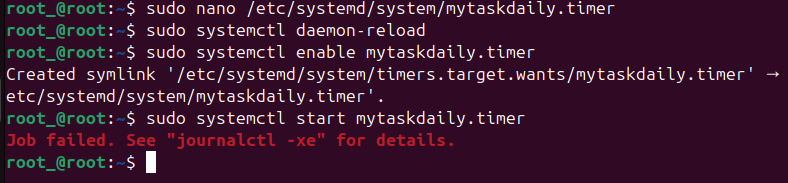 root_@root:~$ sudo nano /etc/systemd/system/mytaskdaily.timer
root_@root:~$ sudo systemctl daemon-reload
root_@root:~$ sudo systemctl enable mytaskdaily.timer
Created symlink '/etc/systemd/system/timers.target.wants/mytaskdaily.timer' →
etc/systemd/system/mytaskdaily.timer'.
root_@root:~$ sudo systemctl start mytaskdaily.timer
Job failed. See "journalctl -xe" for details.
root_@root:~$